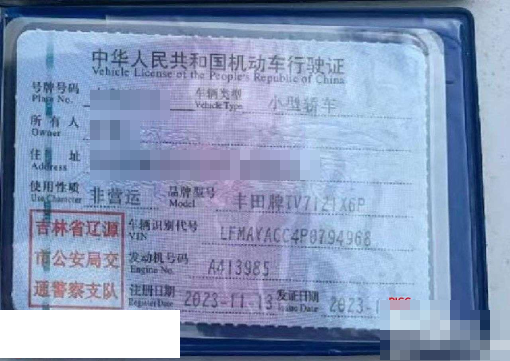 中华人民共和国机动车行驶证
Vehicle License of the People's Republic of China
号牌号码
Plate No.
车辆类型 小型轿车
Vehicle Type
所有人
Owner
住址
Address
使用性质 非营运 品牌型号 丰田牌TV7121X6P
Use Character Model
吉林省辽源
市公安局交
通警察支队
车辆识别代号 LFMAYACC4P0794968
VIN
发动机号码 A413985
Engine No.
注册日期 2023-11-13 发证日期 2023-1
Register Date Issue Date